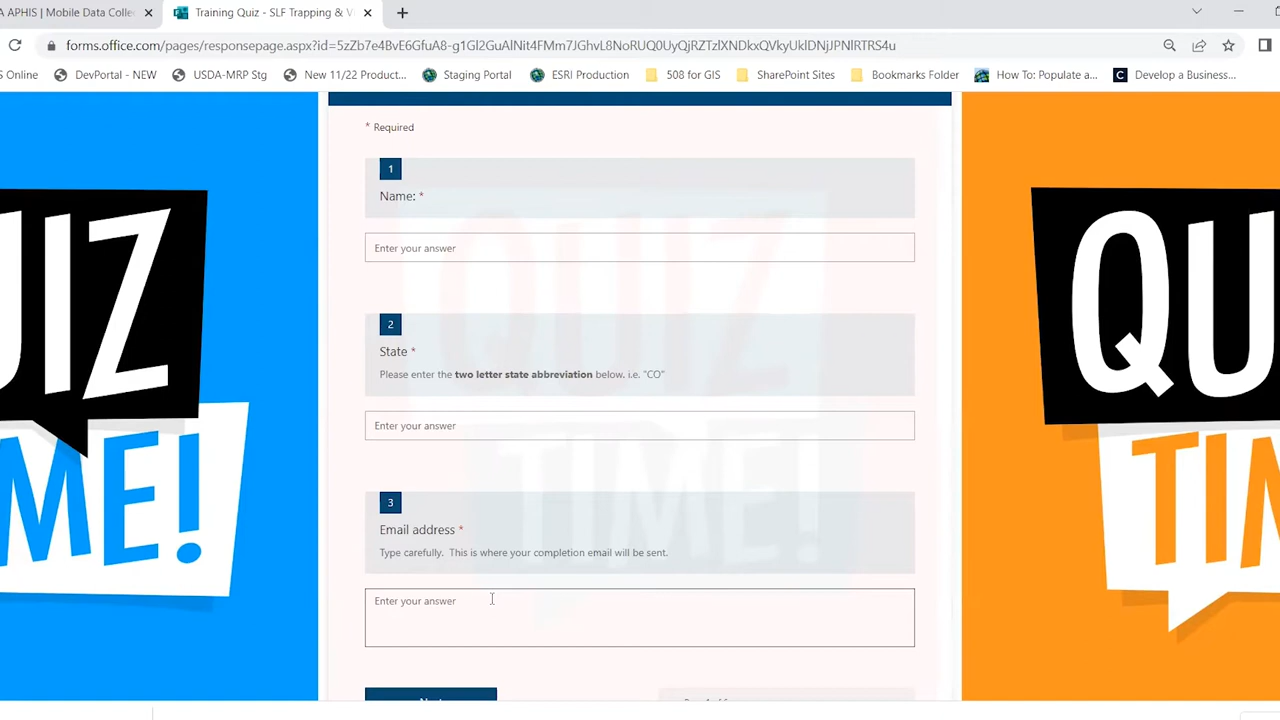 A APHIS | Mobile Data Collec
Training Quiz - SLF Trapping & V
forms.office.com/pages/responsepage.aspx?id=5zZb7e4BvE6GfuA8-g1Gl2GuAlNit4FMm7JGhvL8NoRUQ0UyQjRZTzlXNDkxQVkyUklDNjJPNlRTRS4u
S Online DevPortal - NEW USDA-MRP Stg New 11/22 Product... Staging Portal ESRI Production 508 for GIS SharePoint Sites Bookmarks Folder How To: Populate a... Develop a Business...
* Required
1
Name: *
Enter your answer
2
State *
Please enter the two letter state abbreviation below. i.e. "CO"
Enter your answer
3
Email address *
Type carefully. This is where your completion email will be sent.
Enter your answer
UIZ
ME!
QU
TIM
QUIZ
TIME!